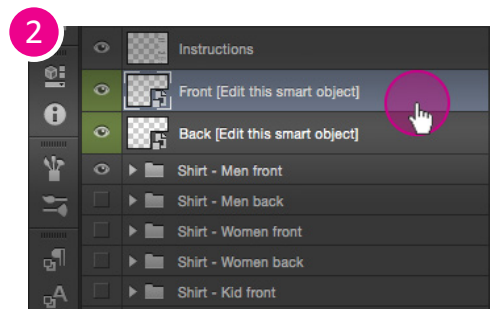 2
Instructions
Front [Edit this smart object]
Back [Edit this smart object]
Shirt - Men front
Shirt - Men back
Shirt - Women front
Shirt - Women back
Shirt - Kid front